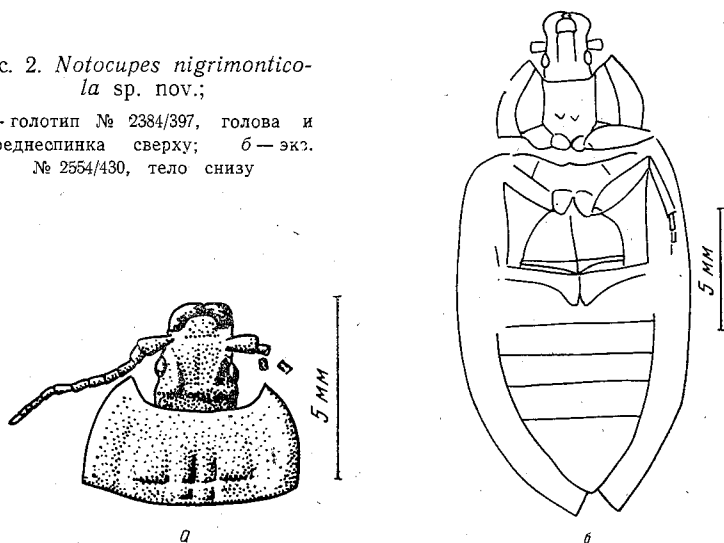 с. 2. Notocupes nigrimontico-
la sp. nov.;
- голотип № 2384/397, голова и
реднеспинка сверху; б — экз.
№ 2554/430, тело снизу
5 мм
5 мм
а
б